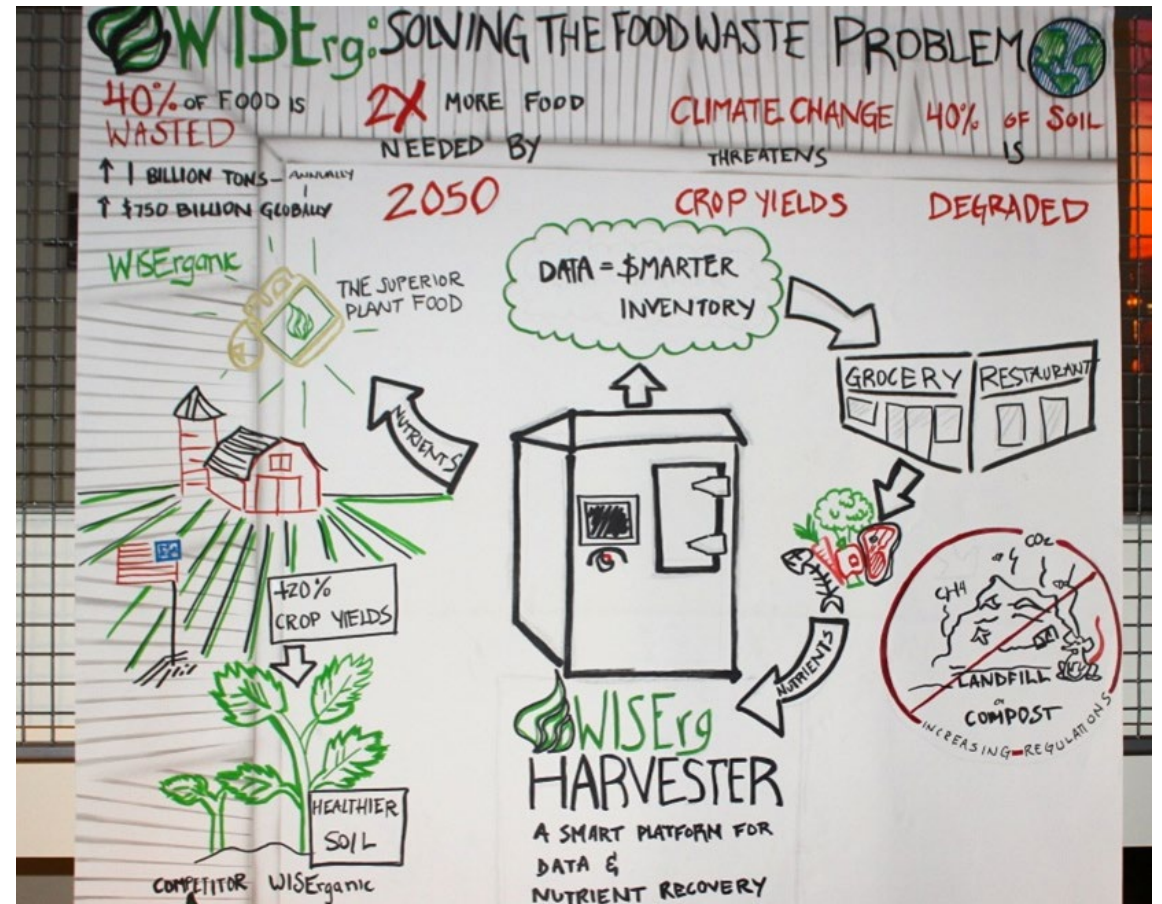 WISErg: SOLVING THE FOOD WASTE PROBLEM
40% OF FOOD IS
WASTED
↑ 1 BILLION TONS - ANNUALLY
↑ $750 BILLION GLOBALLY
2X MORE FOOD
NEEDED BY
2050
CLIMATE CHANGE
THREATENS
CROP YIELDS
40% OF SOIL
IS
DEGRADED
WISErganic
THE SUPERIOR
PLANT FOOD
DATA = $MARTER
INVENTORY
GROCERY
RESTAURANT
NUTRIENTS
NUTRIENTS
+20%
CROP YIELDS
HEALTHIER
SOIL
COMPETITOR WISErganic
WISErg
HARVESTER
A SMART PLATFORM FOR
DATA &
NUTRIENT RECOVERY
CO2
CH4
LANDFILL
OR
COMPOST
INCREASING REGULATIONS